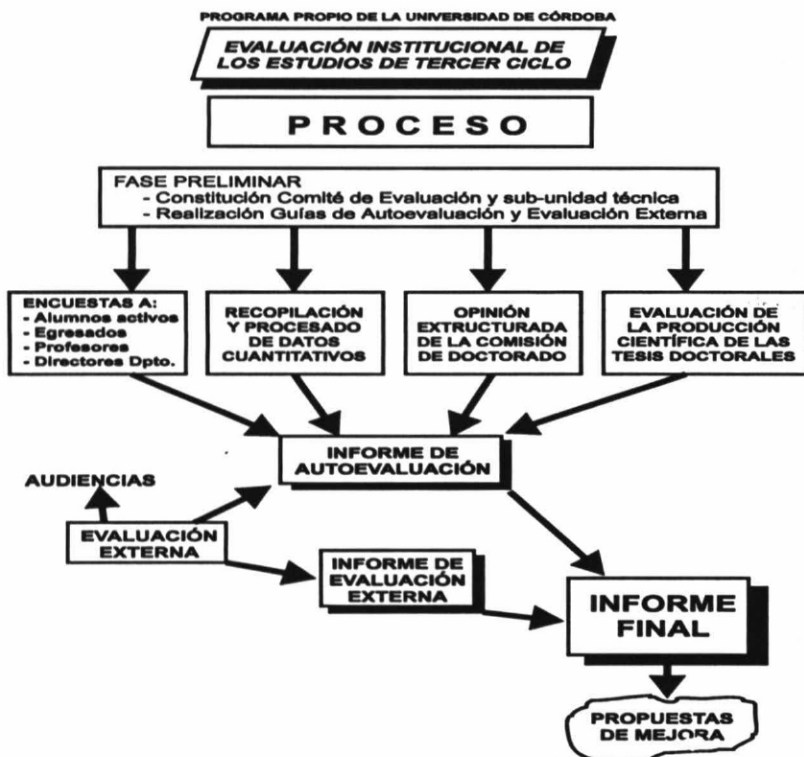 PROGRAMA PROPIO DE LA UNIVERSIDAD DE CÓRDOBA
EVALUACIÓN INSTITUCIONAL DE
LOS ESTUDIOS DE TERCER CICLO
PROCESO
FASE PRELIMINAR
- Constitución Comité de Evaluación y sub-unidad técnica
- Realización Guías de Autoevaluación y Evaluación Externa
ENCUESTAS A:
- Alumnos activos
- Egresados
- Profesores
- Directores Dpto.
RECOPILACIÓN
Y PROCESADO
DE DATOS
CUANTITATIVOS
OPINIÓN
EXTRUCTURADA
DE LA COMISIÓN
DE DOCTORADO
EVALUACIÓN DE
LA PRODUCCIÓN
CIENTÍFICA DE LAS
TESIS DOCTORALES
INFORME DE
AUTOEVALUACIÓN
AUDIENCIAS
EVALUACIÓN
EXTERNA
INFORME DE
EVALUACIÓN
EXTERNA
INFORME
FINAL
PROPUESTAS
DE MEJORA